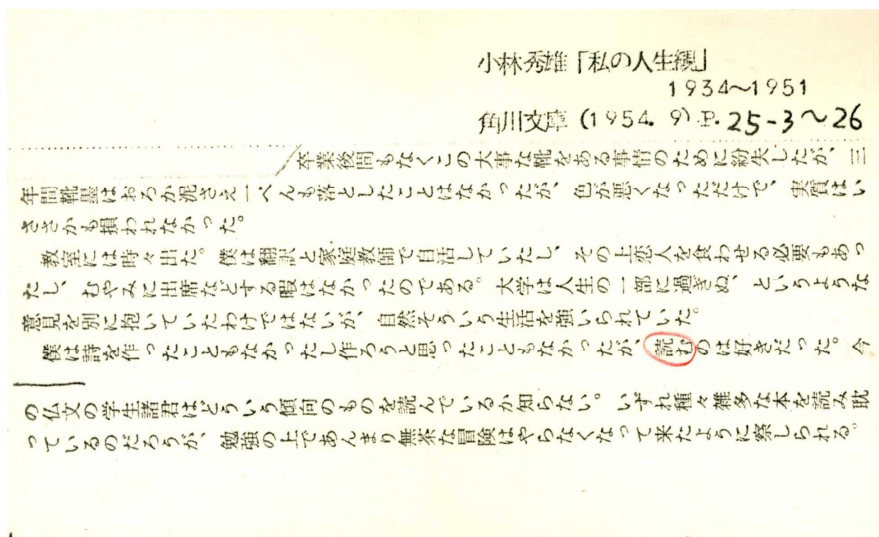 小林秀雄「私の人生観」
1934〜1951
角川文庫 (1954. 9) P. 25-3〜26
卒業後間もなくこの大事な靴をある事情のために紛失したが、三
年間靴墨はおろか泥さえ一ぺんも落としたことはなかったが、色が悪くなっただけで、実質はい
ささかも損われなかった。
教室には時々出た。僕は翻訳と家庭教師で自活していたし、その上恋人を食わせる必要もあっ
たし、むやみに出席などする暇はなかったのである。大学は人生の一部に過ぎぬ、というような
意見を別に抱いていたわけではないが、自然そういう生活を強いられていた。
僕は詩を作ったこともなかったし作ろうと思ったこともなかったが、読むのは好きだった。今
の仏文の学生諸君はどういう傾向のものを読んでいるか知らない。いずれ種々雑多な本を読み耽
っているのだろうが、勉強の上であんまり無茶な冒険はやらなくなって来たように察しられる。